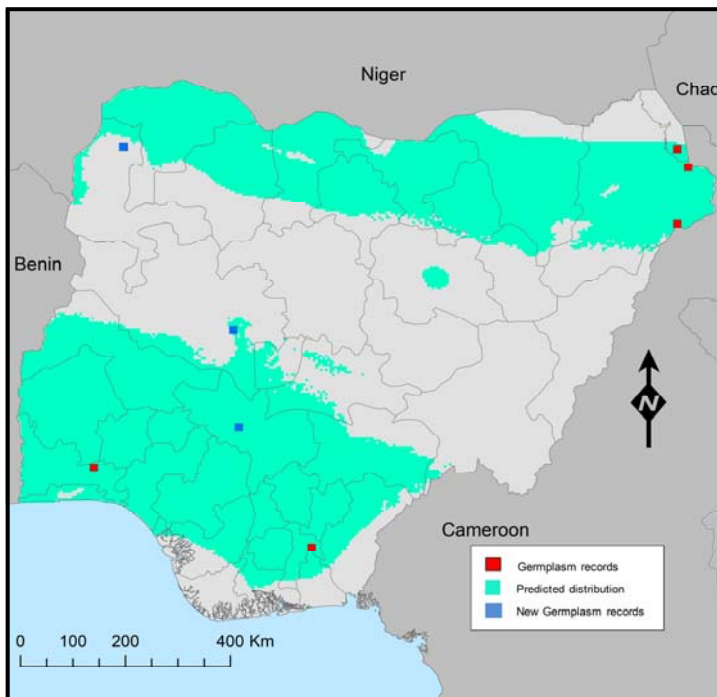 Niger
Chad
Benin
N
Cameroon
Germplasm records
Predicted distribution
New Germplasm records
0 100 200 400 Km